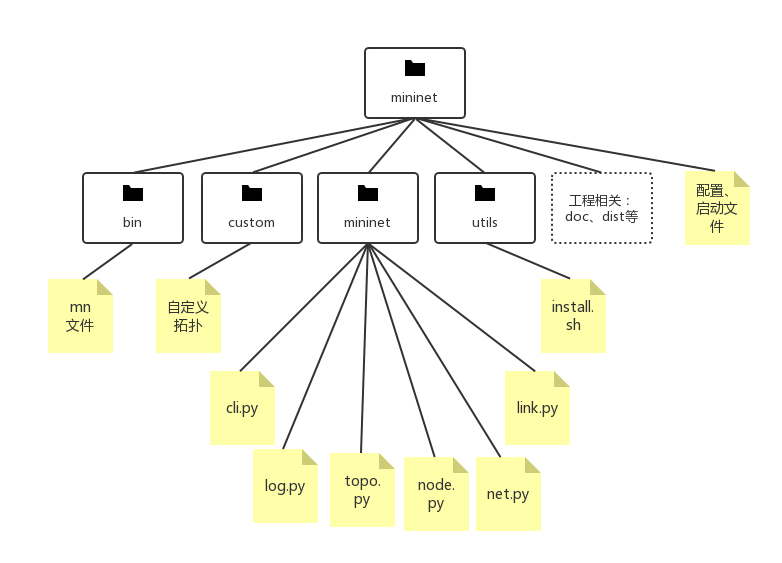 mininet
bin
custom
mininet
utils
工程相关：
doc、dist等
配置、
启动文
件
mn
文件
自定义
拓扑
install.
sh
cli.py
link.py
log.py
topo.
py
node.
py
net.py